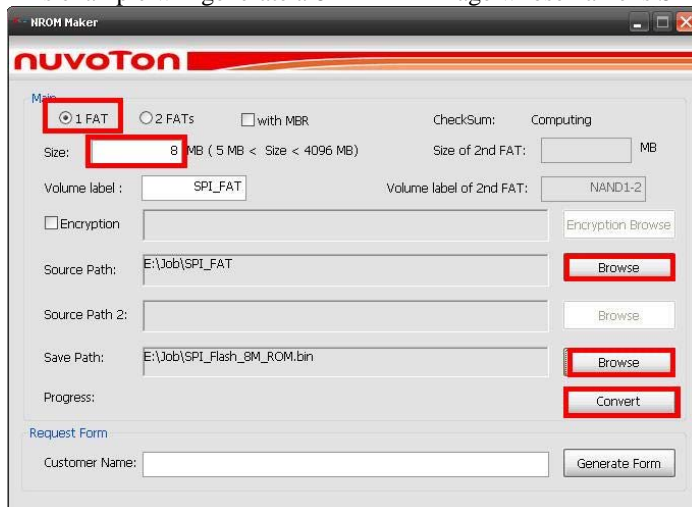 NROM Maker
nuvoTon
Main
1 FAT 2 FATs with MBR CheckSum: Computing
Size: 8 MB ( 5 MB < Size < 4096 MB) Size of 2nd FAT: MB
Volume label : SPI_FAT Volume label of 2nd FAT: NAND1-2
Encryption Encryption Browse
Source Path: E:\Job\SPI_FAT Browse
Source Path 2: Browse
Save Path: E:\Job\SPI_Flash_8M_ROM.bin Browse
Progress: Convert
Request Form
Customer Name: Generate Form